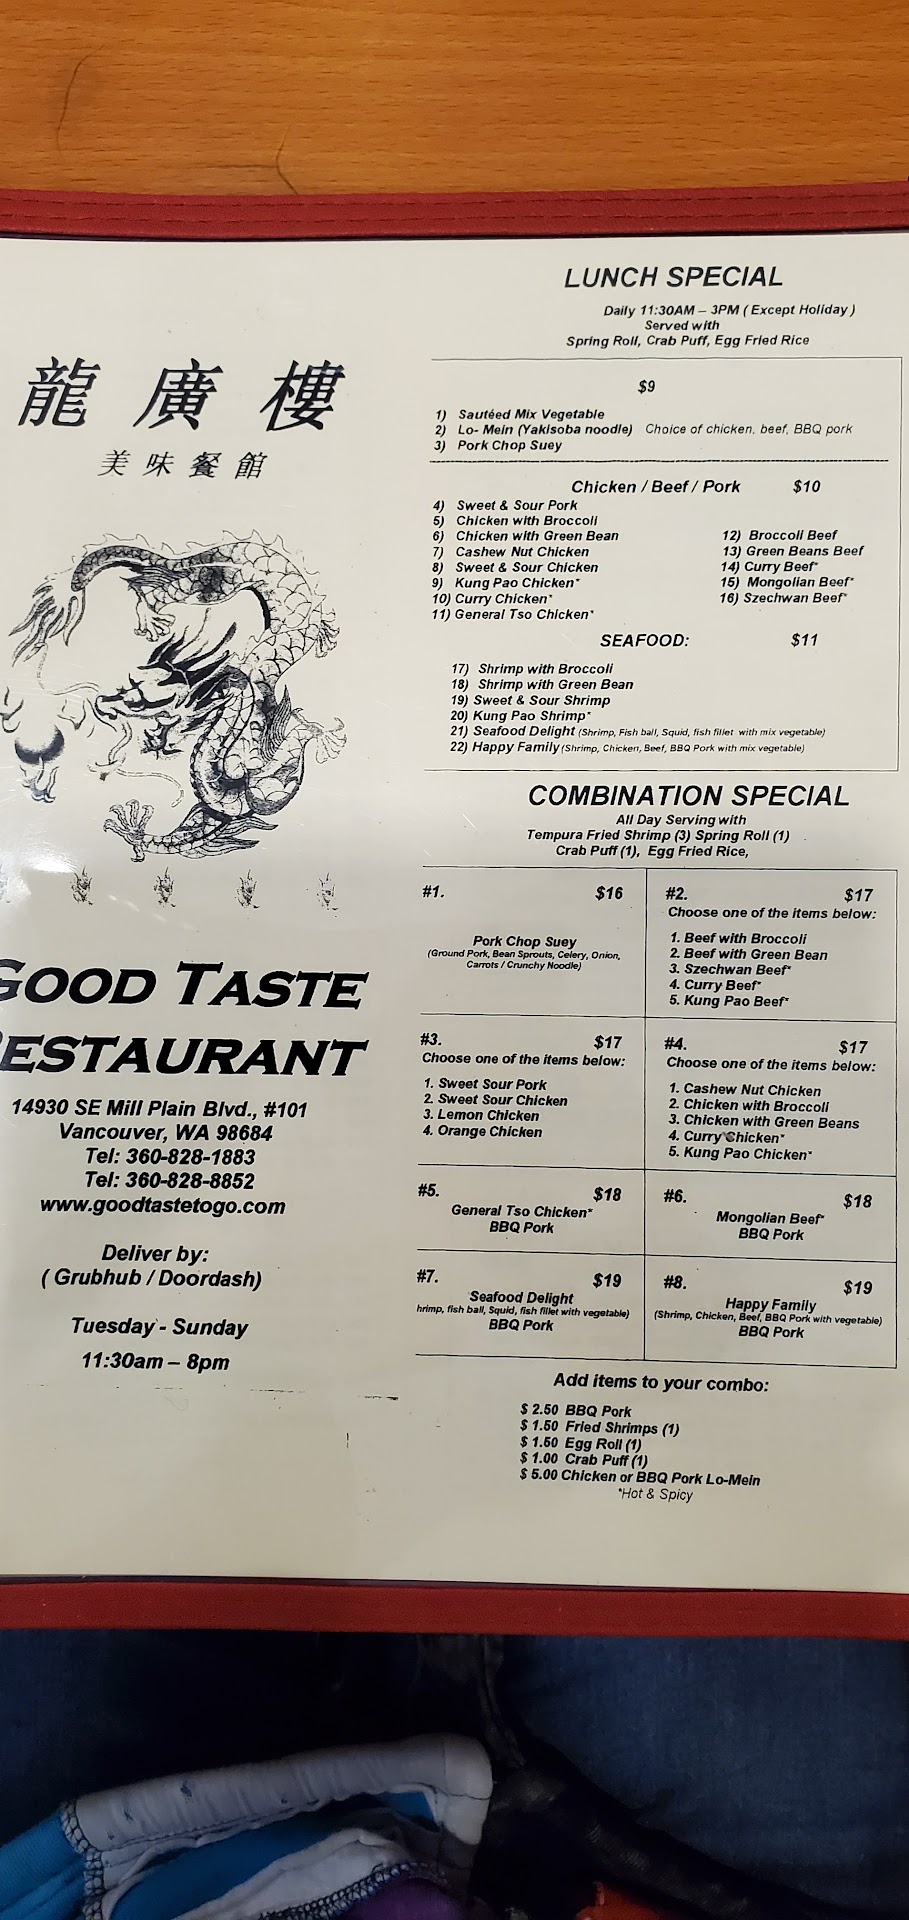 龍廣樓
美味餐館
GOOD TASTE
RESTAURANT
14930 SE Mill Plain Blvd., #101
Vancouver, WA 98684
Tel: 360-828-1883
Tel: 360-828-8852
www.goodtastetogo.com
Deliver by:
( Grubhub / Doordash)
Tuesday - Sunday
11:30am – 8pm
LUNCH SPECIAL
Daily 11:30AM – 3PM ( Except Holiday )
Served with
Spring Roll, Crab Puff, Egg Fried Rice
$9
1) Sautéed Mix Vegetable
2) Lo- Mein (Yakisoba noodle) Choice of chicken, beef, BBQ pork
3) Pork Chop Suey
Chicken / Beef / Pork $10
4) Sweet & Sour Pork
5) Chicken with Broccoli
6) Chicken with Green Bean
7) Cashew Nut Chicken
8) Sweet & Sour Chicken
9) Kung Pao Chicken*
10) Curry Chicken*
11) General Tso Chicken*
12) Broccoli Beef
13) Green Beans Beef
14) Curry Beef*
15) Mongolian Beef*
16) Szechwan Beef*
SEAFOOD: $11
17) Shrimp with Broccoli
18) Shrimp with Green Bean
19) Sweet & Sour Shrimp
20) Kung Pao Shrimp*
21) Seafood Delight (Shrimp, Fish ball, Squid, fish fillet with mix vegetable)
22) Happy Family (Shrimp, Chicken, Beef, BBQ Pork with mix vegetable)
COMBINATION SPECIAL
All Day Serving with
Tempura Fried Shrimp (3) Spring Roll (1)
Crab Puff (1), Egg Fried Rice,
#1. $16
Pork Chop Suey
(Ground Pork, Bean Sprouts, Celery, Onion,
Carrots / Crunchy Noodle)
#2. $17
Choose one of the items below:
1. Beef with Broccoli
2. Beef with Green Bean
3. Szechwan Beef*
4. Curry Beef*
5. Kung Pao Beef*
#3. $17
Choose one of the items below:
1. Sweet Sour Pork
2. Sweet Sour Chicken
3. Lemon Chicken
4. Orange Chicken
#4. $17
Choose one of the items below:
1. Cashew Nut Chicken
2. Chicken with Broccoli
3. Chicken with Green Beans
4. Curry Chicken*
5. Kung Pao Chicken*
#5. $18
General Tso Chicken*
BBQ Pork
#6. $18
Mongolian Beef*
BBQ Pork
#7. $19
Seafood Delight
hrimp, fish ball, Squid, fish fillet with vegetable)
BBQ Pork
#8. $19
Happy Family
(Shrimp, Chicken, Beef, BBQ Pork with vegetable)
BBQ Pork
Add items to your combo:
$ 2.50 BBQ Pork
$ 1.50 Fried Shrimps (1)
$ 1.50 Egg Roll (1)
$ 1.00 Crab Puff (1)
$ 5.00 Chicken or BBQ Pork Lo-Mein
*Hot & Spicy